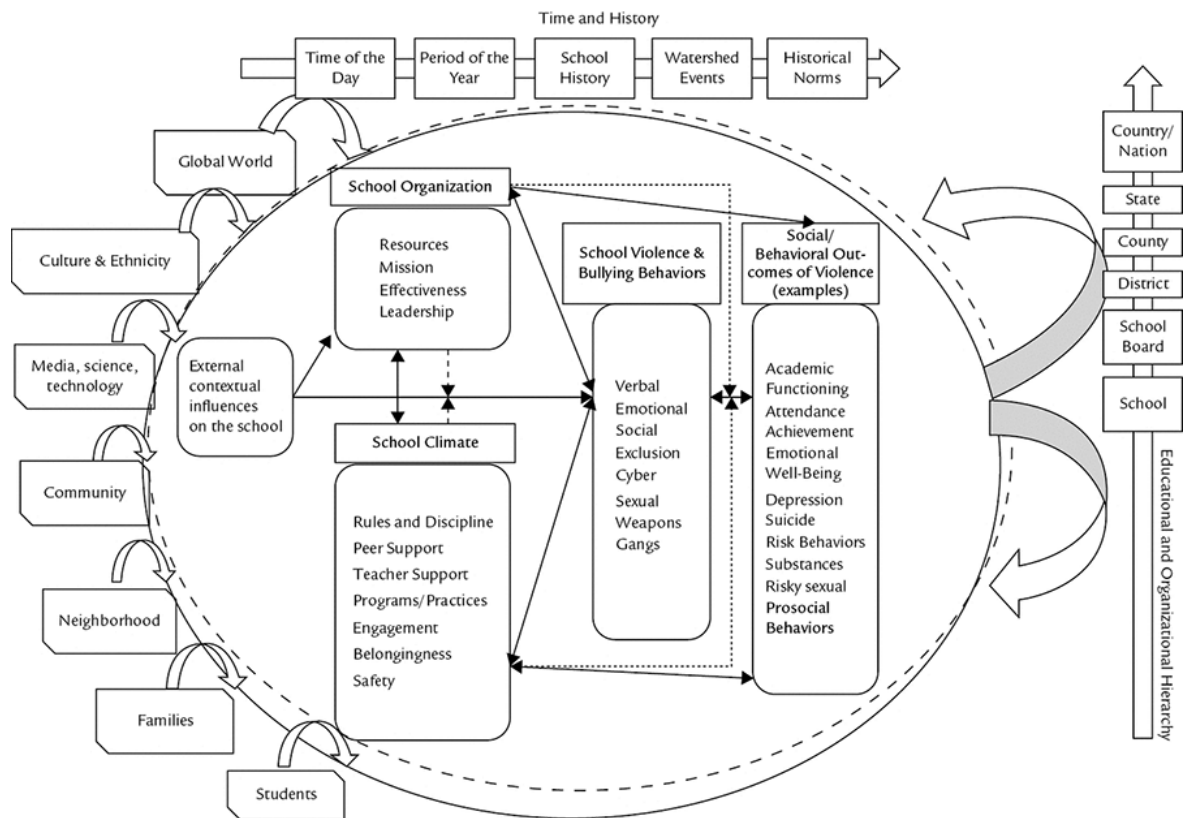 Time and History
Time of the
Day
Period of the
Year
School
History
Watershed
Events
Historical
Norms
Global World
Culture & Ethnicity
Media, science,
technology
Community
Neighborhood
Families
Students
External
contextual
influences
on the school
School Organization
Resources
Mission
Effectiveness
Leadership
School Climate
Rules and Discipline
Peer Support
Teacher Support
Programs/Practices
Engagement
Belongingness
Safety
School Violence &
Bullying Behaviors
Verbal
Emotional
Social
Exclusion
Cyber
Sexual
Weapons
Gangs
Social/
Behavioral Out-
comes of Violence
(examples)
Academic
Functioning
Attendance
Achievement
Emotional
Well-Being
Depression
Suicide
Risk Behaviors
Substances
Risky sexual
Prosocial
Behaviors
Country/
Nation
State
County
District
School
Board
School
Educational and Organizational Hierarchy